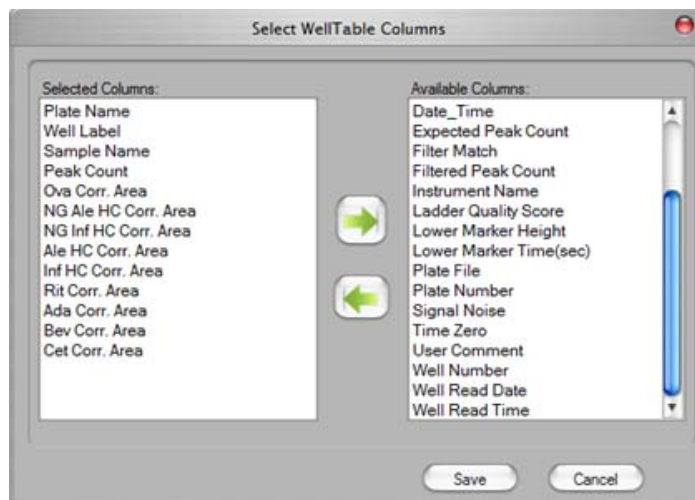 Select WellTable Columns
Selected Columns:
Plate Name
Well Label
Sample Name
Peak Count
Ova Corr. Area
NG Ale HC Corr. Area
NG Inf HC Corr. Area
Ale HC Corr. Area
Inf HC Corr. Area
Rit Corr. Area
Ada Corr. Area
Bev Corr. Area
Cet Corr. Area
Available Columns:
Date_Time
Expected Peak Count
Filter Match
Filtered Peak Count
Instrument Name
Ladder Quality Score
Lower Marker Height
Lower Marker Time(sec)
Plate File
Plate Number
Signal Noise
Time Zero
User Comment
Well Number
Well Read Date
Well Read Time
Save
Cancel